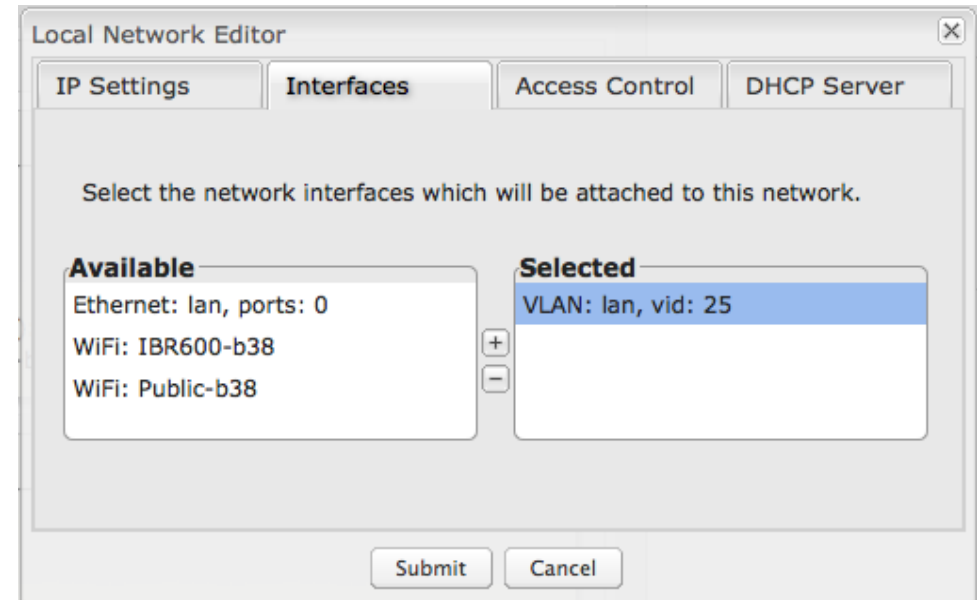 Local Network Editor
IP Settings
Interfaces
Access Control
DHCP Server
Select the network interfaces which will be attached to this network.
Available
Ethernet: lan, ports: 0
WiFi: IBR600-b38
WiFi: Public-b38
+
−
Selected
VLAN: lan, vid: 25
Submit
Cancel